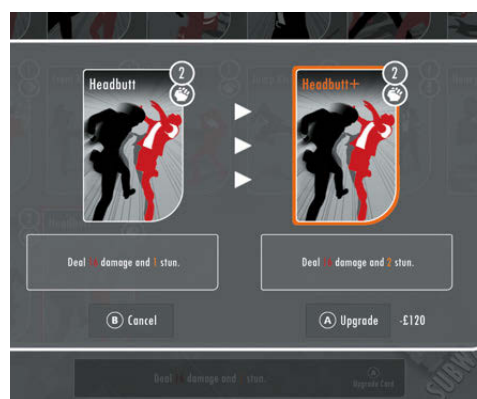 Headbutt
2
Headbutt+
2
Deal damage and 1 stun.
Deal damage and 2 stun.
B Cancel
A Upgrade -£120
Deal damage and stun.
A
Upgrade Card
SUBW